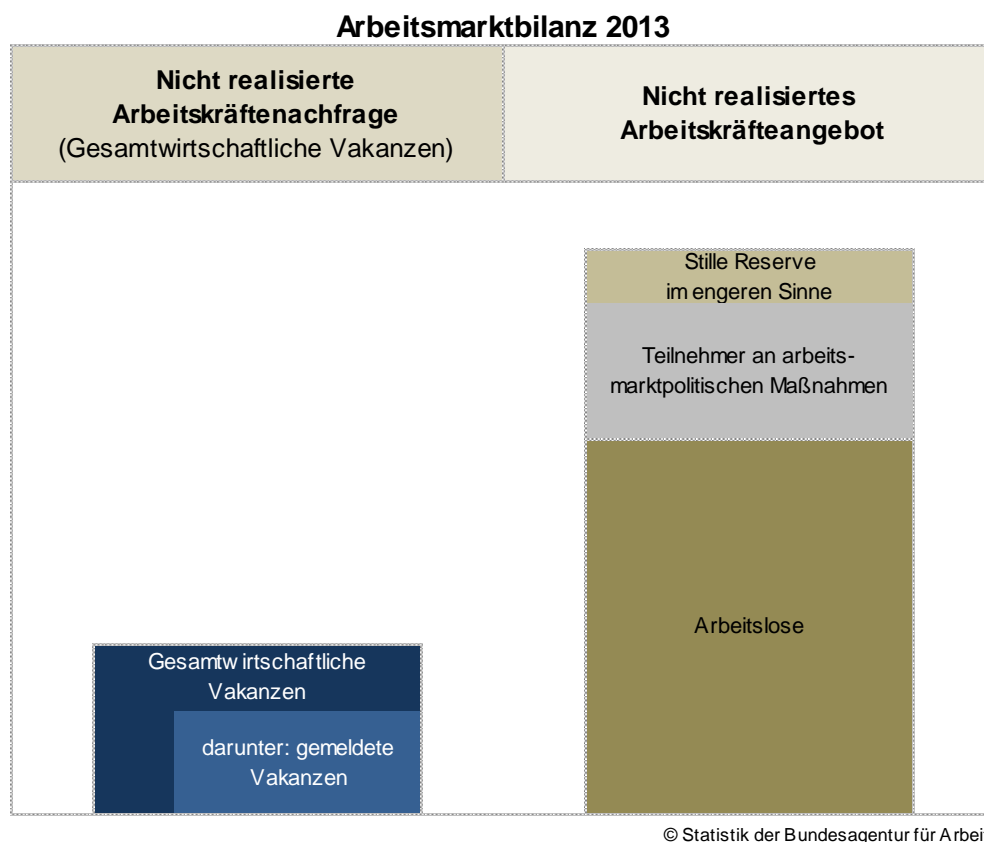 Arbeitsmarktbilanz 2013
Nicht realisierte
Arbeitskräftenachfrage
(Gesamtwirtschaftliche Vakanzen)
Nicht realisiertes
Arbeitskräfteangebot
Stille Reserve
im engeren Sinne
Teilnehmer an arbeits-
marktpolitischen Maßnahmen
Arbeitslose
Gesamtwirtschaftliche
Vakanzen
darunter: gemeldete
Vakanzen
© Statistik der Bundesagentur für Arbeit